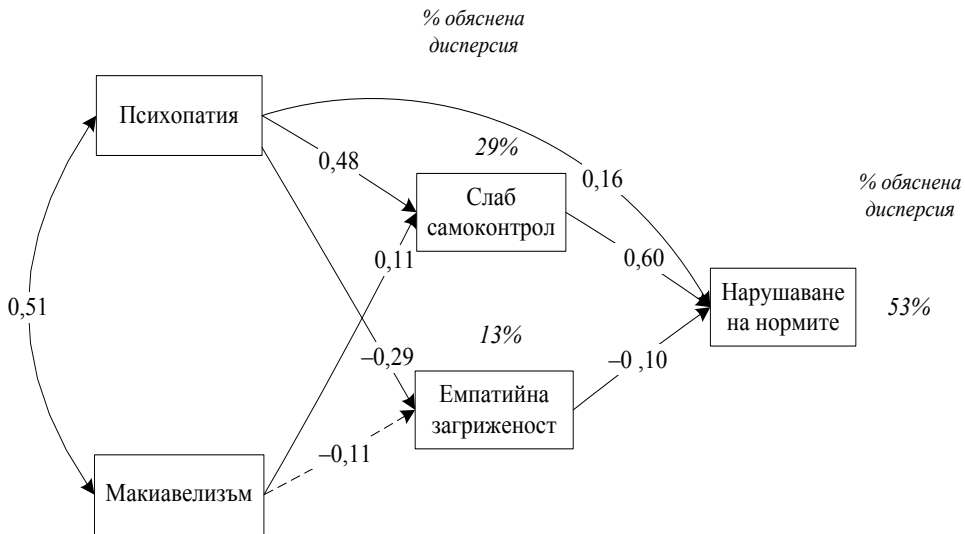 % обяснена
дисперсия
Психопатия
29%
0,48
0,16
Слаб
самоконтрол
% обяснена
дисперсия
0,11
0,60
0,51
Нарушаване
на нормите
53%
13%
–0,29
–0 ,10
Емпатийна
загриженост
–0,11
Макиавелизъм